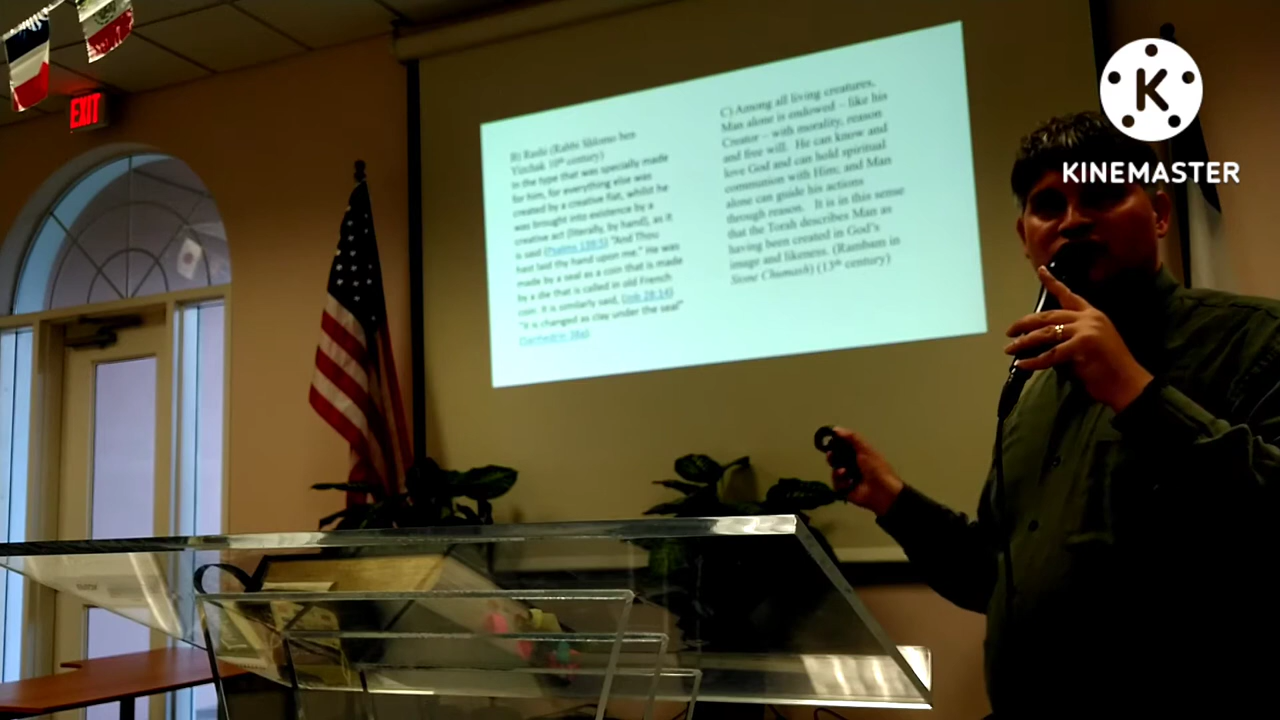 EXIT
B) Rashi (Rabbi Shlomo ben
Yitzchak 10th century)
In the type that was specially made
for him, for everything else was
created by a creative fiat, whilst he
was brought into existence by a
creative act (literally, by hand), as it
is said (Psalms 139:5) "And Thou
hast laid thy hand upon me." He was
made by a seal as a coin that is made
by a die that is called in old French
coin. It is similarly said, (Job 28:14)
"It is changed as clay under the seal"
(Sanhedrin 38a)
C) Among all living creatures,
Man alone is endowed – like his
Creator – with morality, reason
and free will. He can know and
love God and can hold spiritual
communion with Him; and Man
alone can guide his actions
through reason. It is in this sense
that the Torah describes Man as
having been created in God's
image and likeness. (Rambam in
Stone Chumash) (13th century)
K
KINEMASTER